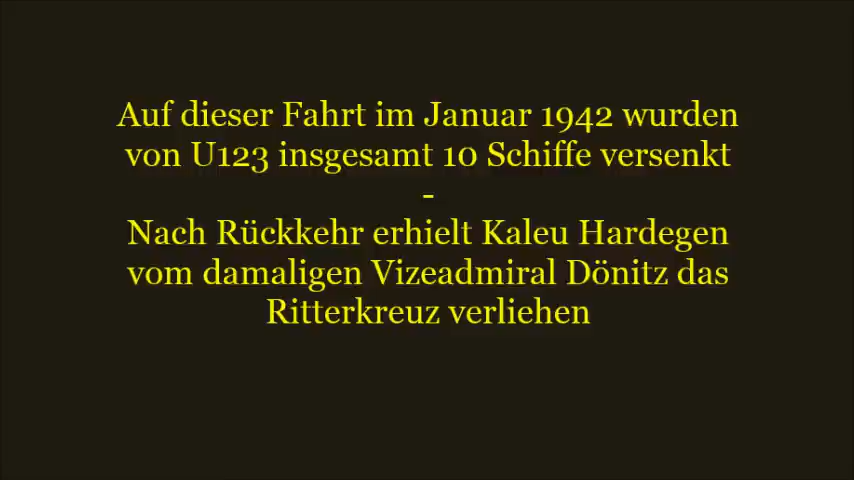 Auf dieser Fahrt im Januar 1942 wurden
von U123 insgesamt 10 Schiffe versenkt
-
Nach Rückkehr erhielt Kaleu Hardegen
vom damaligen Vizeadmiral Dönitz das
Ritterkreuz verliehen